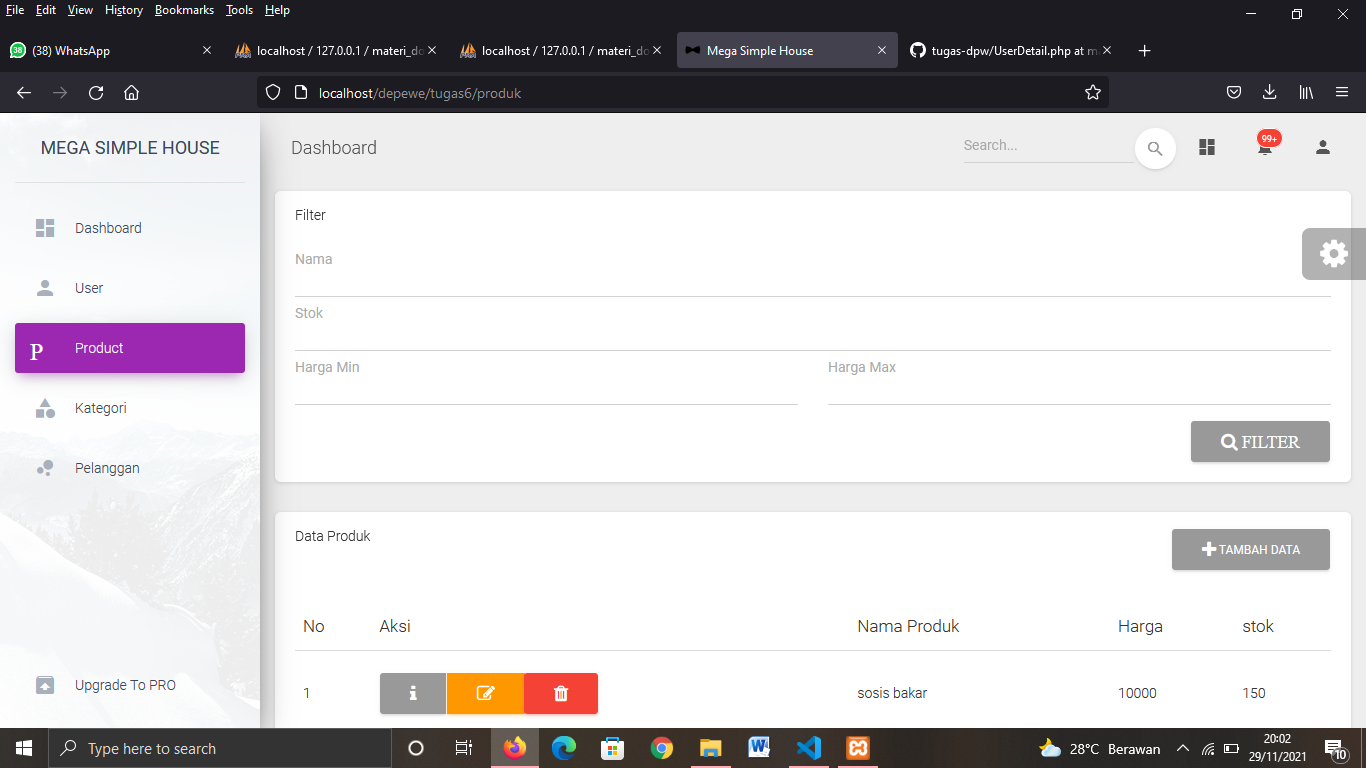 File Edit View History Bookmarks Tools Help
38 (38) WhatsApp
localhost / 127.0.0.1 / materi_do
localhost / 127.0.0.1 / materi_do
Mega Simple House
tugas-dpw/UserDetail.php at m
localhost/depewe/tugas6/produk
MEGA SIMPLE HOUSE
Dashboard
User
P Product
Kategori
Pelanggan
Upgrade To PRO
Dashboard
Search...
99+
Filter
Nama
Stok
Harga Min Harga Max
FILTER
Data Produk
TAMBAH DATA
No Aksi Nama Produk Harga stok
1 sosis bakar 10000 150
Type here to search
28°C Berawan
20:02
29/11/2021
10